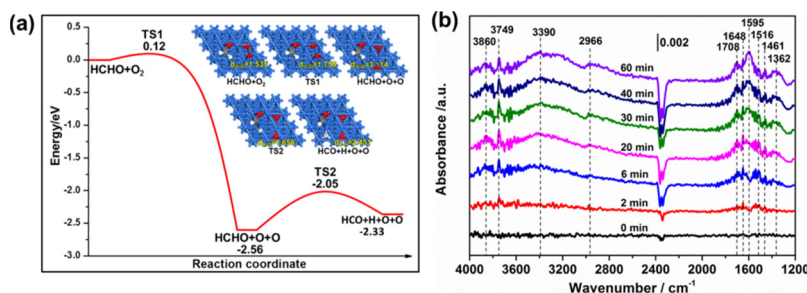 (a)
TS1
0.12
HCHO+O₂
HCHO+O₂
TS1
HCHO+O+O
TS2
HCO+H+O+O
TS2
-2.05
HCHO+O+O
-2.56
HCO+H+O+O
-2.33
0.0
-0.5
-1.0
-1.5
-2.0
-2.5
-3.0
Energy/eV
Reaction coordinate
(b)
3860
3749
3390
2966
0.002
1708
1648
1595
1516
1461
1362
60 min
40 min
30 min
20 min
6 min
2 min
0 min
Absorbance /a.u.
4000 3600 3200 2800 2400 2000 1600 1200
Wavenumber / cm⁻¹